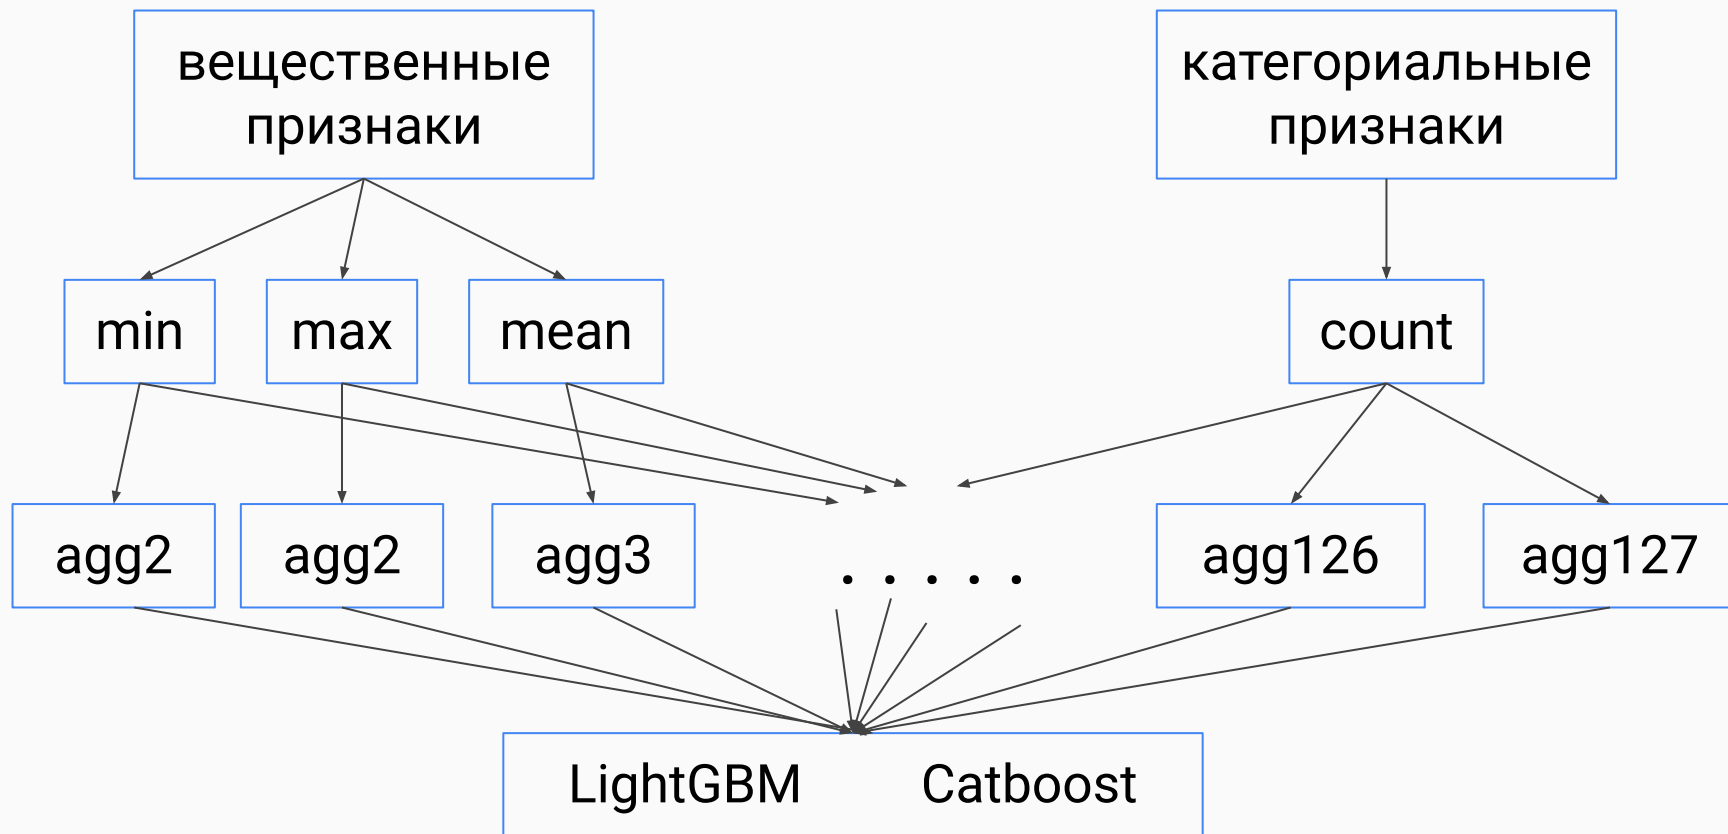 вещественные
признаки
категориальные
признаки
min
max
mean
count
agg2
agg2
agg3
. . . . .
agg126
agg127
LightGBM Catboost